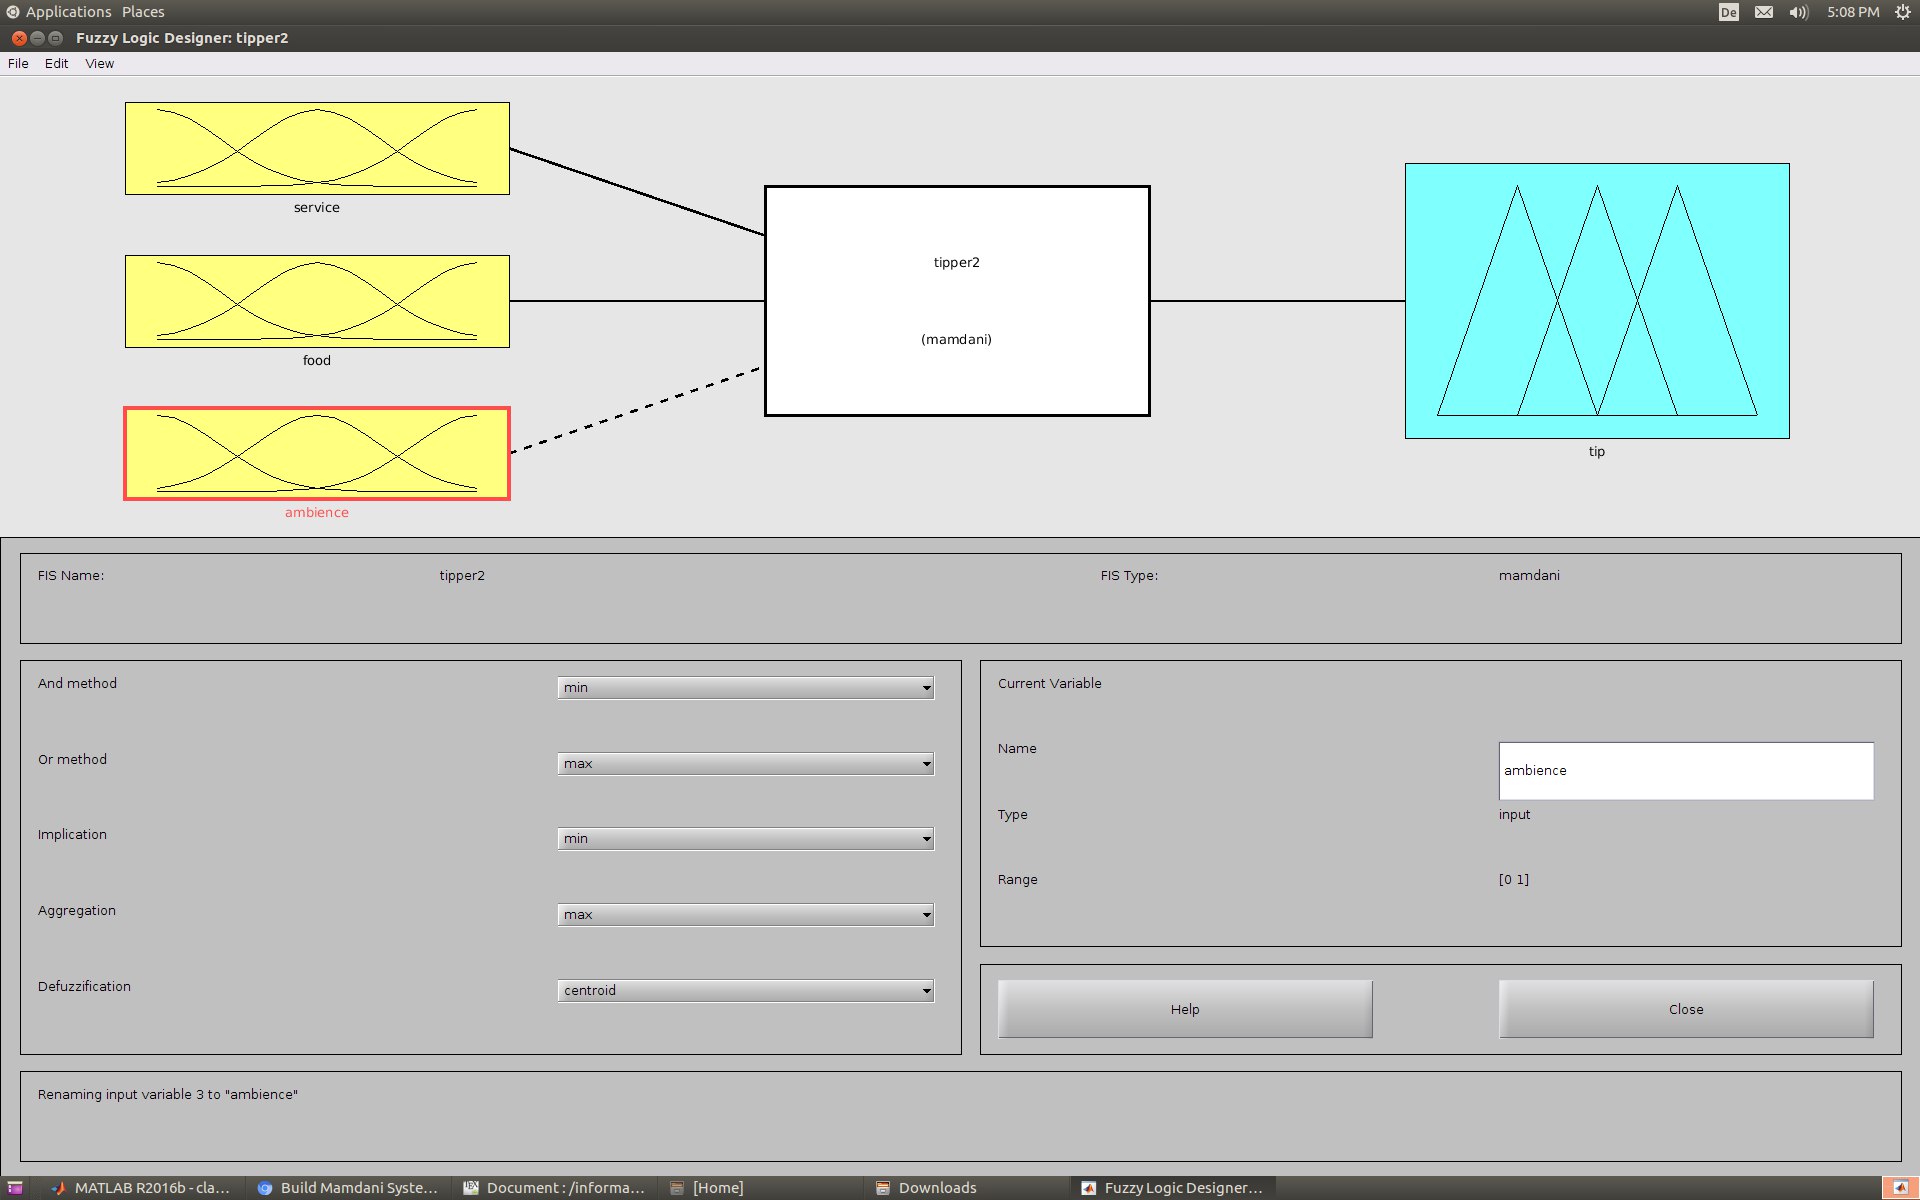 Applications Places
De 5:08 PM
Fuzzy Logic Designer: tipper2
File Edit View
service
food
ambience
tipper2
(mamdani)
tip
FIS Name: tipper2 FIS Type: mamdani
And method min
Or method max
Implication min
Aggregation max
Defuzzification centroid
Current Variable
Name ambience
Type input
Range [0 1]
Help Close
Renaming input variable 3 to "ambience"
MATLAB R2016b - cla... Build Mamdani Syste... Document : /informa... [Home] Downloads Fuzzy Logic Designer...